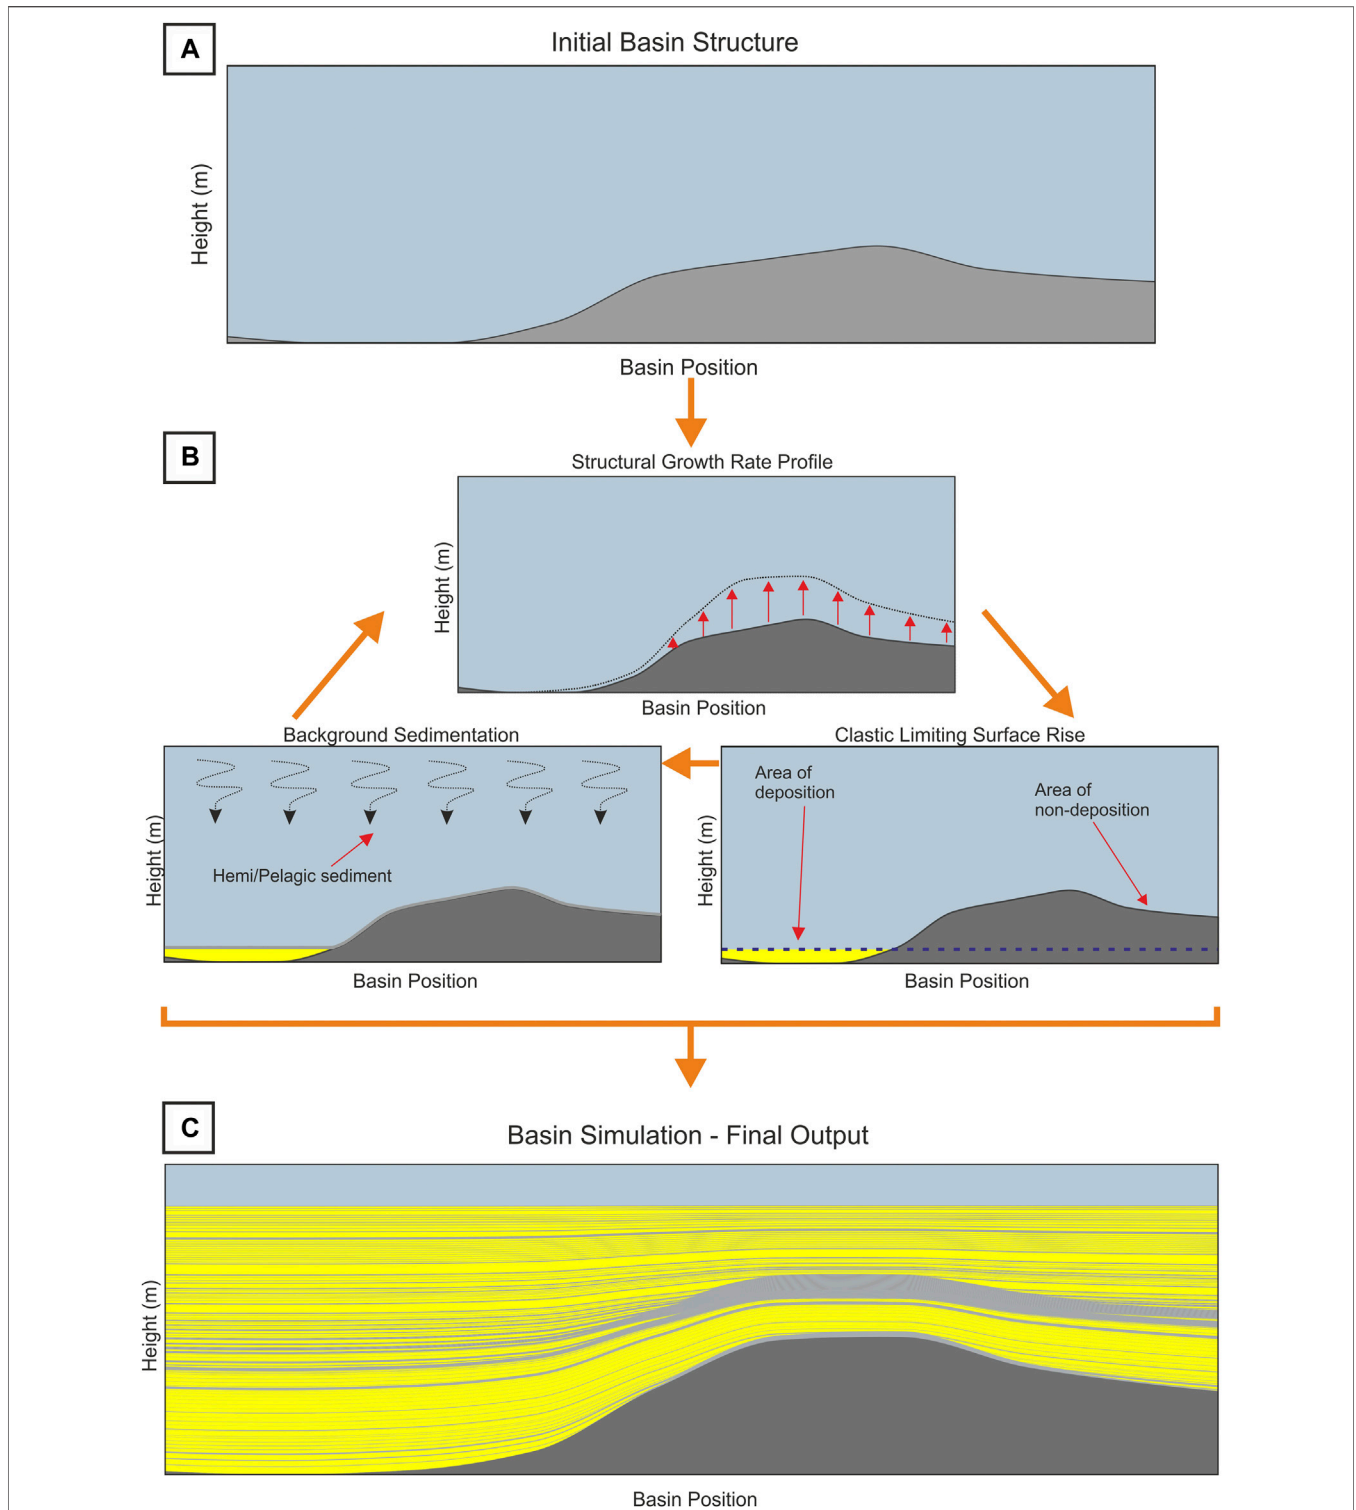 A
Initial Basin Structure
Height (m)
Basin Position
B
Structural Growth Rate Profile
Height (m)
Basin Position
Background Sedimentation
Height (m)
Hemi/Pelagic sediment
Basin Position
Clastic Limiting Surface Rise
Height (m)
Area of
deposition
Area of
non-deposition
Basin Position
C
Basin Simulation - Final Output
Height (m)
Basin Position